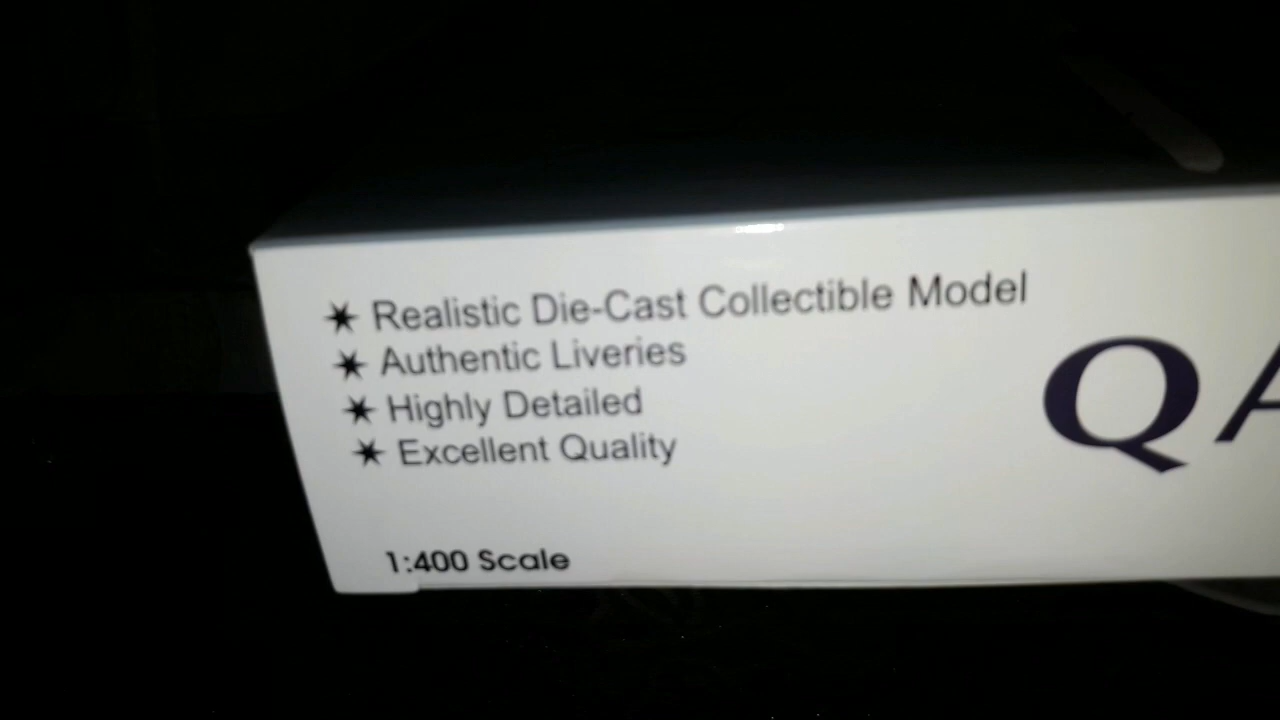 ✷ Realistic Die-Cast Collectible Model
✷ Authentic Liveries
✷ Highly Detailed
✷ Excellent Quality
QA
1:400 Scale